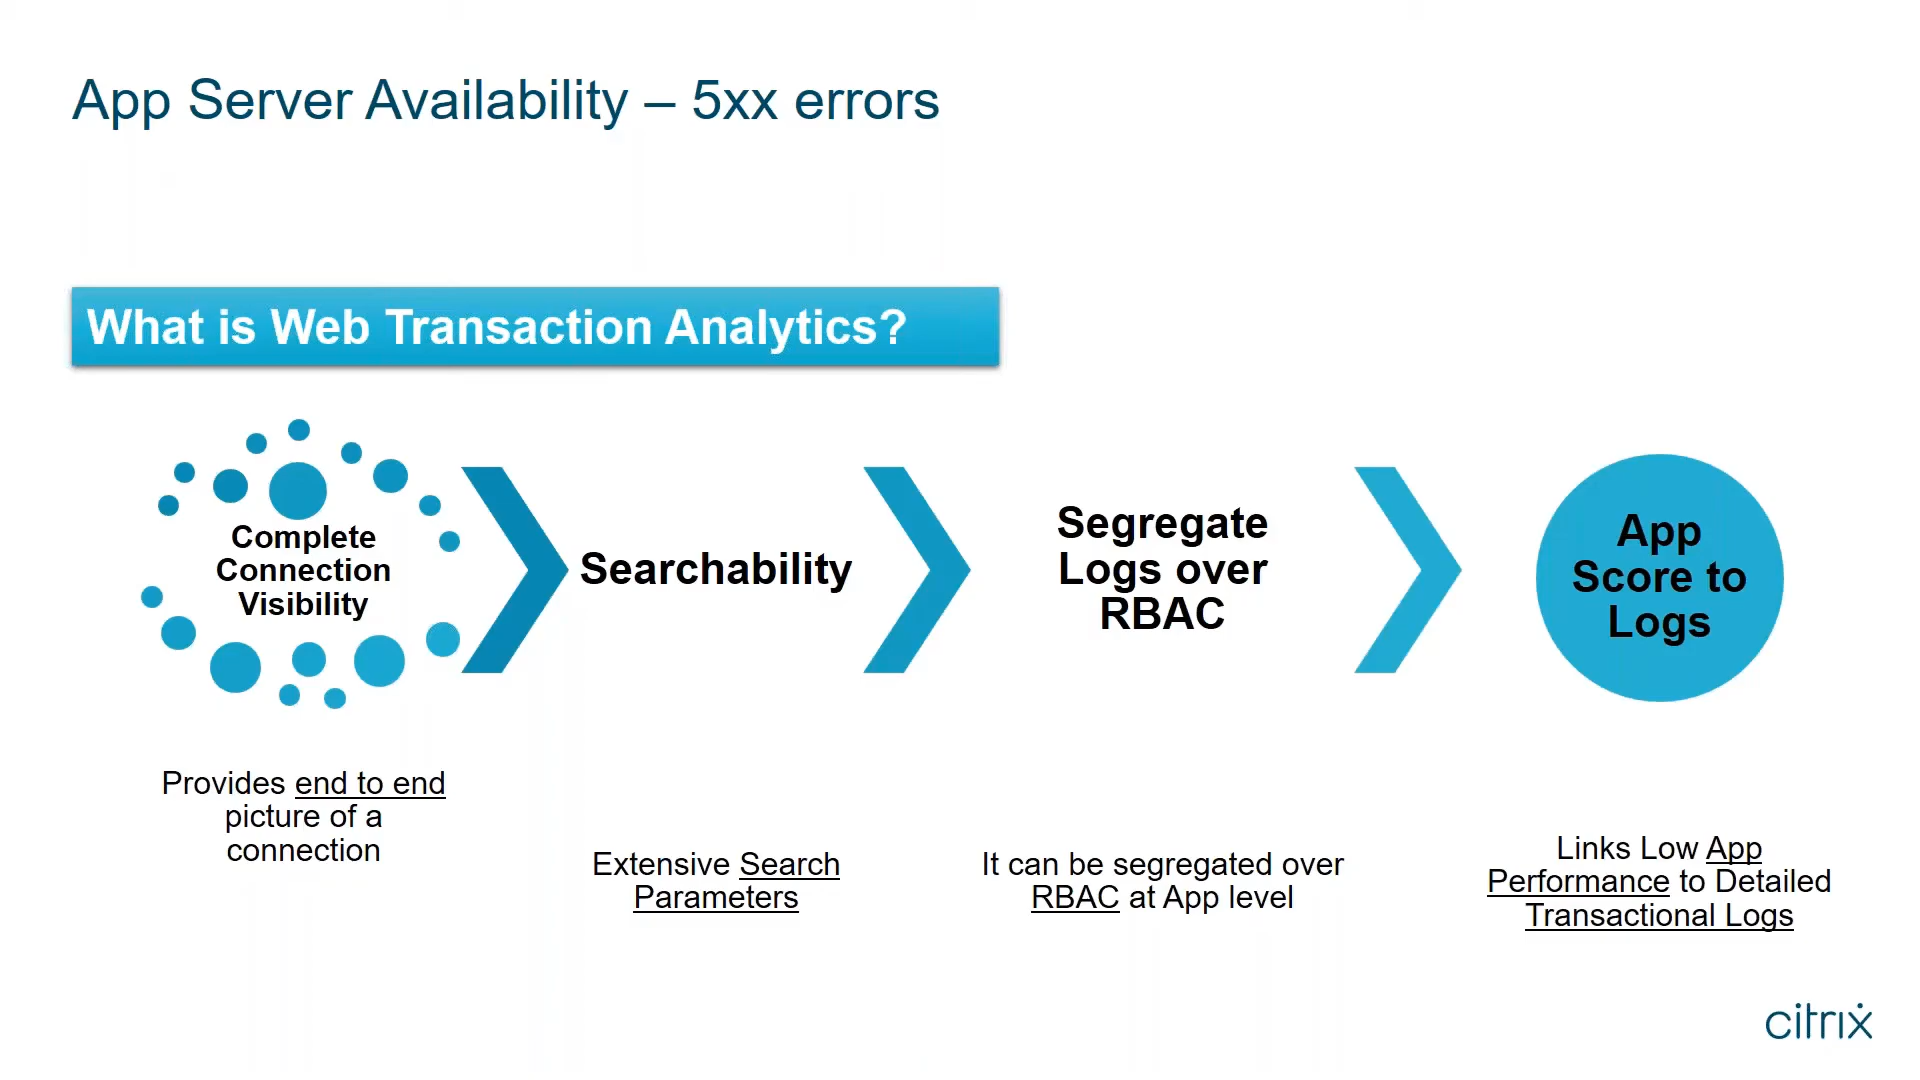 App Server Availability – 5xx errors
What is Web Transaction Analytics?
Complete
Connection
Visibility
Searchability
Segregate
Logs over
RBAC
App
Score to
Logs
Provides end to end
picture of a
connection
Extensive Search
Parameters
It can be segregated over
RBAC at App level
Links Low App
Performance to Detailed
Transactional Logs
citrix